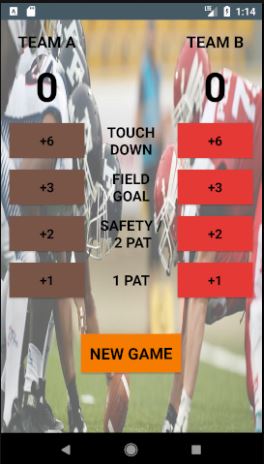 1:14
TEAM A TEAM B
0 0
+6 TOUCH DOWN +6
+3 FIELD GOAL +3
+2 SAFETY / 2 PAT +2
+1 1 PAT +1
NEW GAME